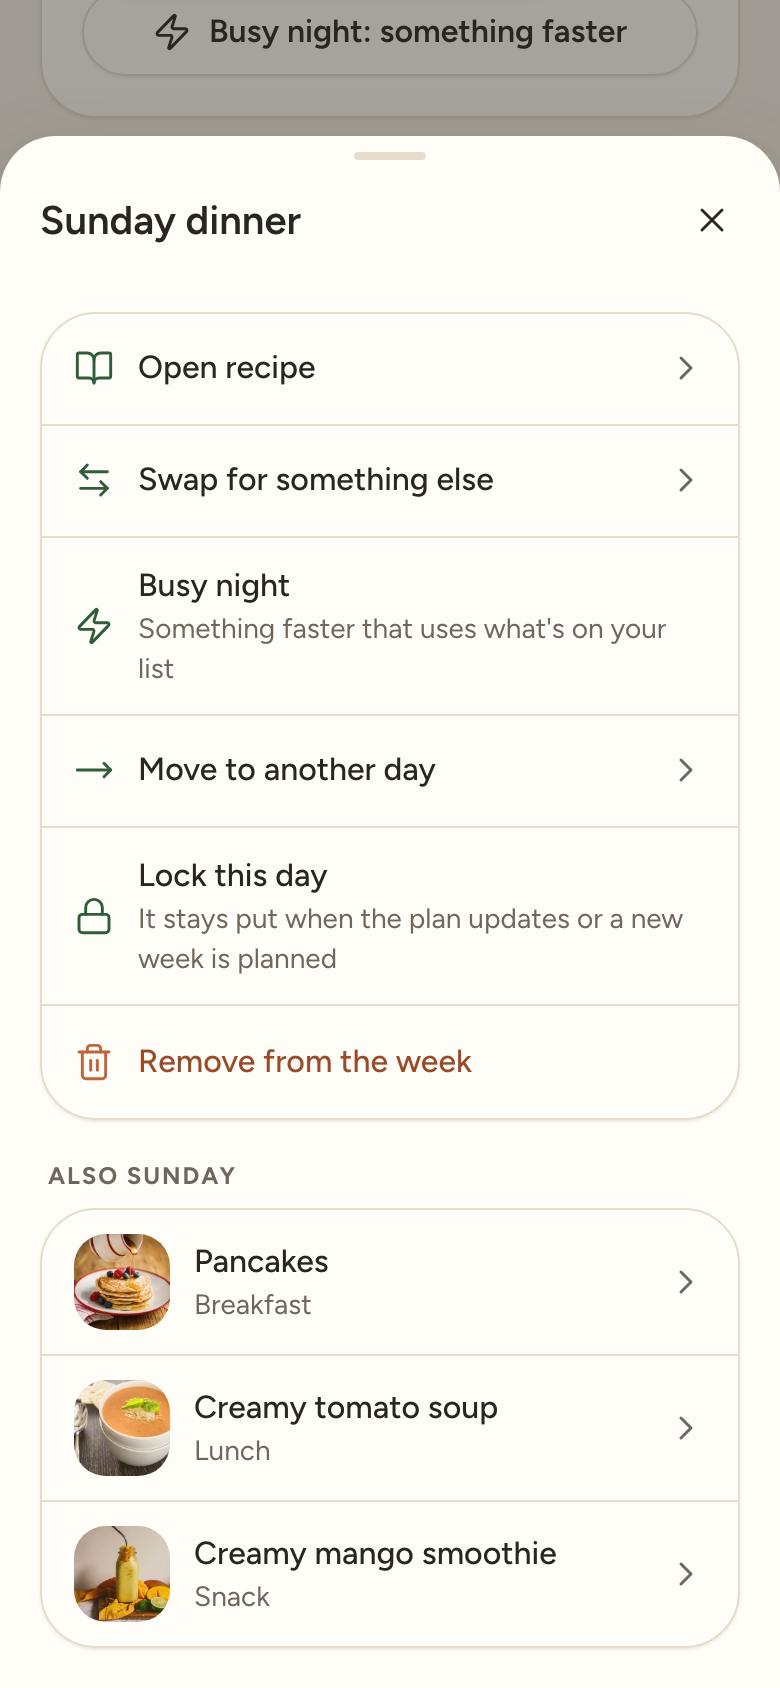 Busy night: something faster
Sunday dinner
Open recipe
Swap for something else
Busy night
Something faster that uses what's on your
list
Move to another day
Lock this day
It stays put when the plan updates or a new
week is planned
Remove from the week
ALSO SUNDAY
Pancakes
Breakfast
Creamy tomato soup
Lunch
Creamy mango smoothie
Snack